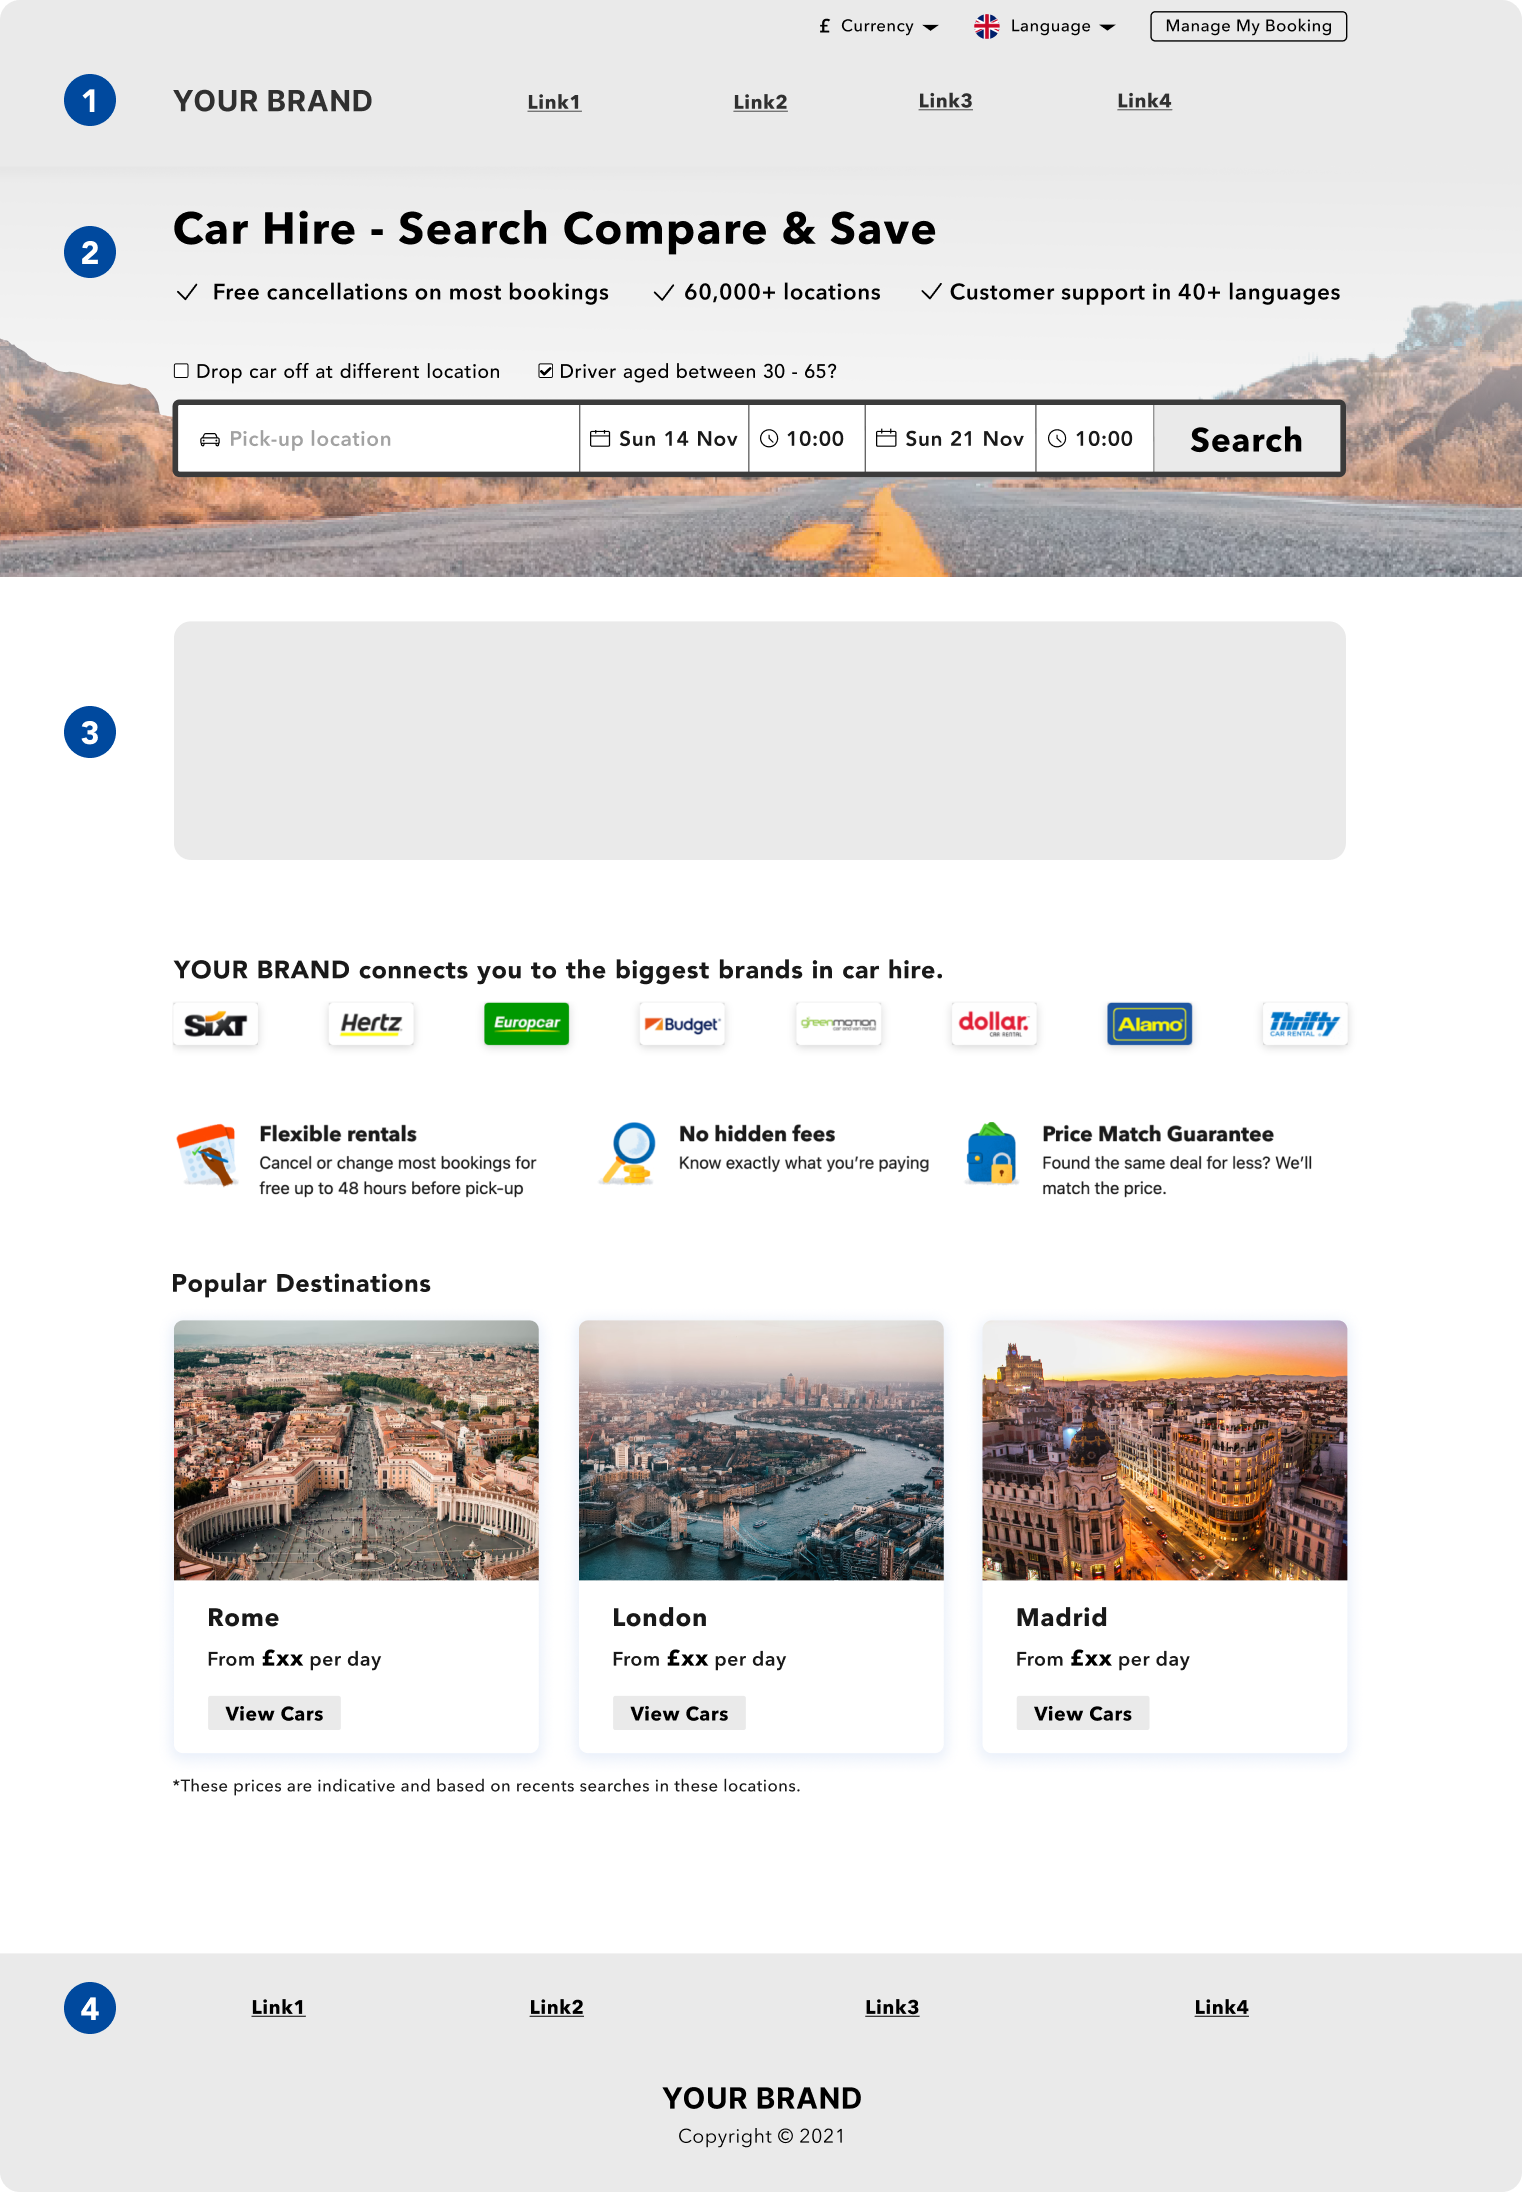 £ Currency Language Manage My Booking
1 YOUR BRAND Link1 Link2 Link3 Link4
2 Car Hire - Search Compare & Save
Free cancellations on most bookings 60,000+ locations Customer support in 40+ languages
Drop car off at different location Driver aged between 30 - 65?
Pick-up location Sun 14 Nov 10:00 Sun 21 Nov 10:00 Search
3
YOUR BRAND connects you to the biggest brands in car hire.
SIXT Hertz Europcar Budget greenmotion dollar. Alamo Thrifty
car and van rental CAR RENTAL CAR RENTAL
Flexible rentals No hidden fees Price Match Guarantee
Cancel or change most bookings for Know exactly what you're paying Found the same deal for less? We'll
free up to 48 hours before pick-up match the price.
Popular Destinations
Rome London Madrid
From £xx per day From £xx per day From £xx per day
View Cars View Cars View Cars
*These prices are indicative and based on recents searches in these locations.
4 Link1 Link2 Link3 Link4
YOUR BRAND
Copyright © 2021